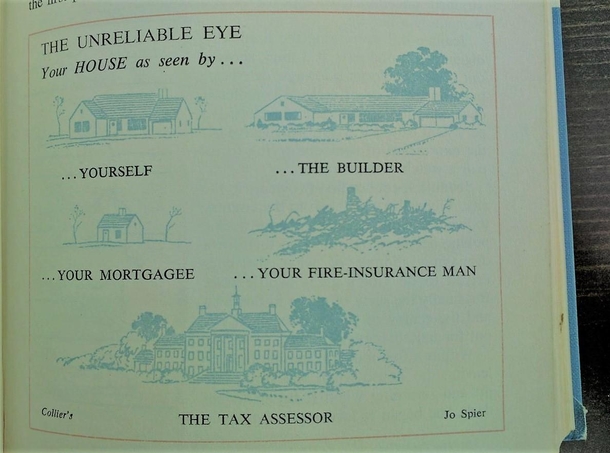 THE UNRELIABLE EYE
Your HOUSE as seen by...
...YOURSELF
...THE BUILDER
...YOUR MORTGAGEE
...YOUR FIRE-INSURANCE MAN
THE TAX ASSESSOR
Collier's
Jo Spier